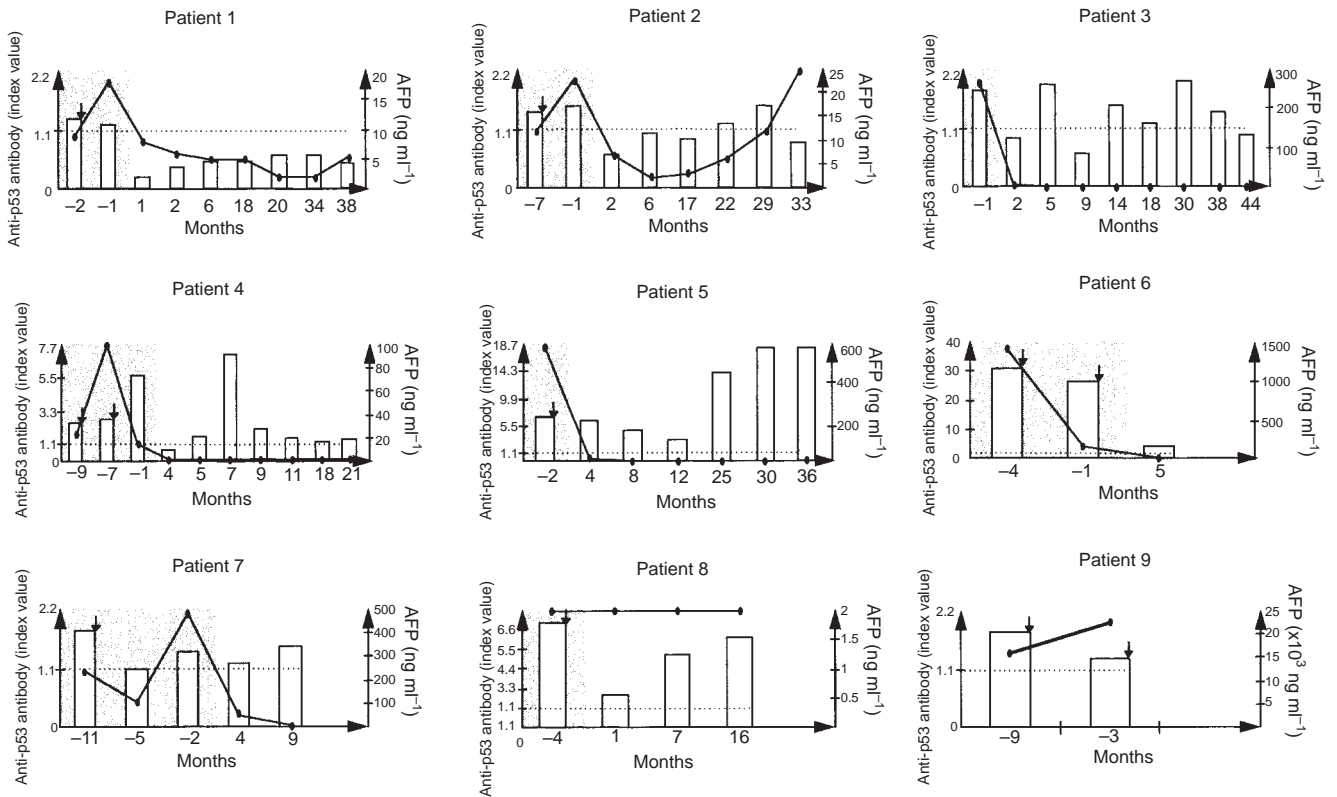 Patient 1
Anti-p53 antibody (index value)
2.2
1.1
0
20
15
10
5
AFP (ng ml⁻¹)
–2 –1 1 2 6 18 20 34 38
Months
Patient 2
Anti-p53 antibody (index value)
2.2
1.1
0
25
20
15
10
5
AFP (ng ml⁻¹)
–7 –1 2 6 17 22 29 33
Months
Patient 3
Anti-p53 antibody (index value)
2.2
1.1
0
300
200
100
AFP (ng ml⁻¹)
–1 2 5 9 14 18 30 38 44
Months
Patient 4
Anti-p53 antibody (index value)
7.7
5.5
3.3
1.1
0
100
80
60
40
20
AFP (ng ml⁻¹)
–9 –7 –1 4 5 7 9 11 18 21
Months
Patient 5
Anti-p53 antibody (index value)
18.7
14.3
9.9
5.5
1.1
600
400
200
AFP (ng ml⁻¹)
–2 4 8 12 25 30 36
Months
Patient 6
Anti-p53 antibody (index value)
40
30
20
10
0
1500
1000
500
AFP (ng ml⁻¹)
–4 –1 5
Months
Patient 7
Anti-p53 antibody (index value)
2.2
1.1
0
500
400
300
200
100
AFP (ng ml⁻¹)
–11 –5 –2 4 9
Months
Patient 8
Anti-p53 antibody (index value)
6.6
5.5
4.4
3.3
2.1
1.1
0
2
1.5
1
0.5
AFP (ng ml⁻¹)
–4 1 7 16
Months
Patient 9
Anti-p53 antibody (index value)
2.2
1.1
0
25
20
15
10
5
AFP (x10³ ng ml⁻¹)
–9 –3
Months